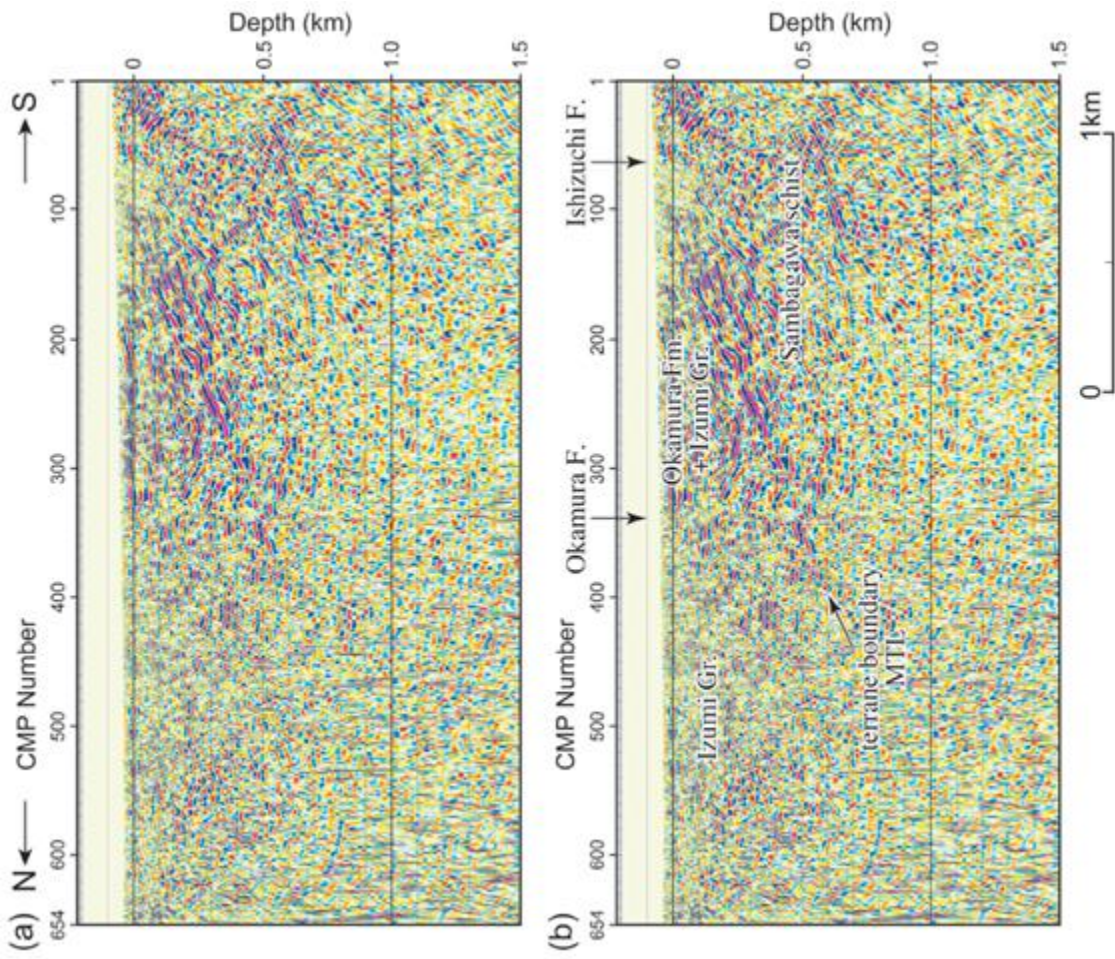 (a)
N
CMP Number
S
654
600
500
400
300
200
100
1
Depth (km)
0
0.5
1.0
1.5
(b)
CMP Number
Okamura F.
Ishizuchi F.
654
600
500
400
300
200
100
1
Depth (km)
0
0.5
1.0
1.5
Izumi Gr.
Okamura Fm.
+ Izumi Gr.
Sambagawa schist
terrane boundary
MTL
0
1km